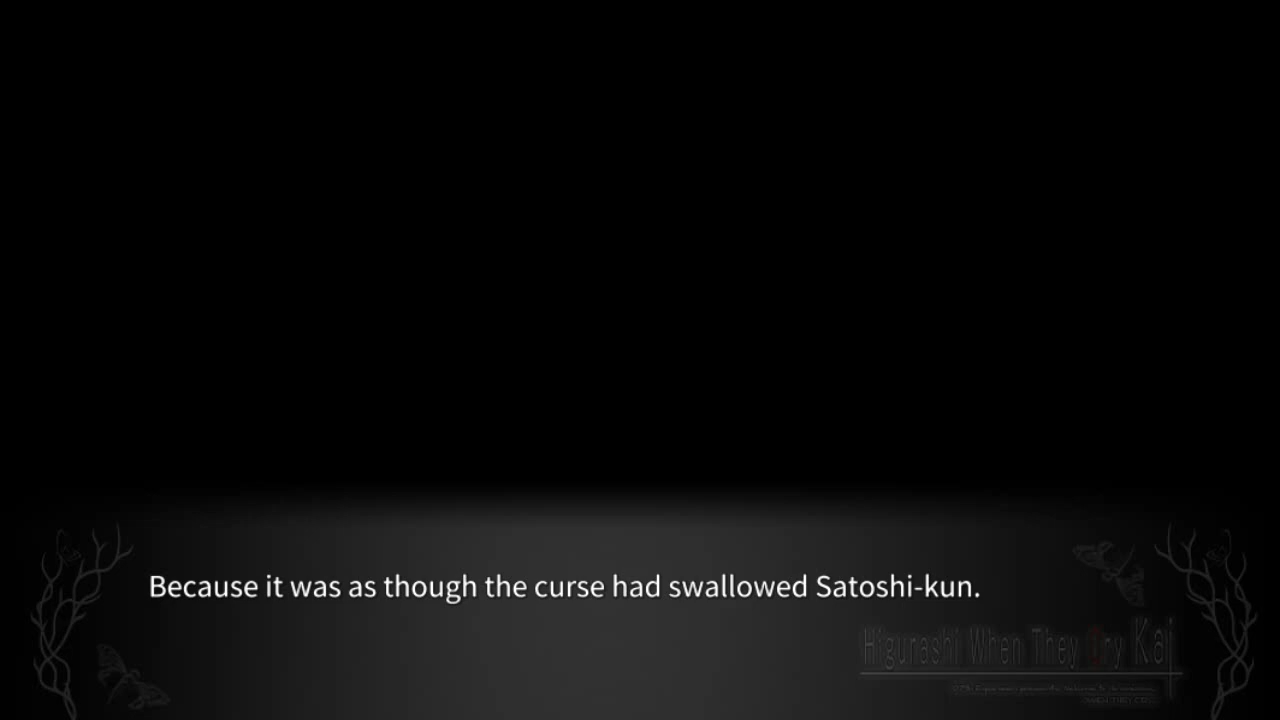 Because it was as though the curse had swallowed Satoshi-kun.
Higurashi When They Cry Kai